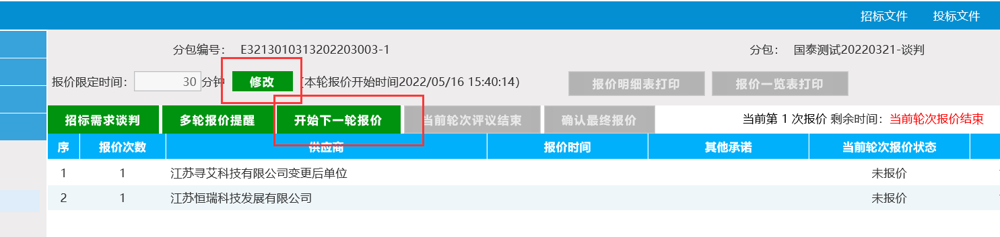 招标文件 投标文件
分包编号： E3213010313202203003-1 分包： 国泰测试20220321-谈判
报价限定时间： 30 分钟 修改 (本轮报价开始时间2022/05/16 15:40:14) 报价明细表打印 报价一览表打印
招标需求谈判 多轮报价提醒 开始下一轮报价 当前轮次评议结束 确认最终报价 当前第 1 次报价 剩余时间：当前轮次报价结束
序 报价次数 供应商 报价时间 其他承诺 当前轮次报价状态
1 1 江苏寻艾科技有限公司变更后单位 未报价
2 1 江苏恒瑞科技发展有限公司 未报价